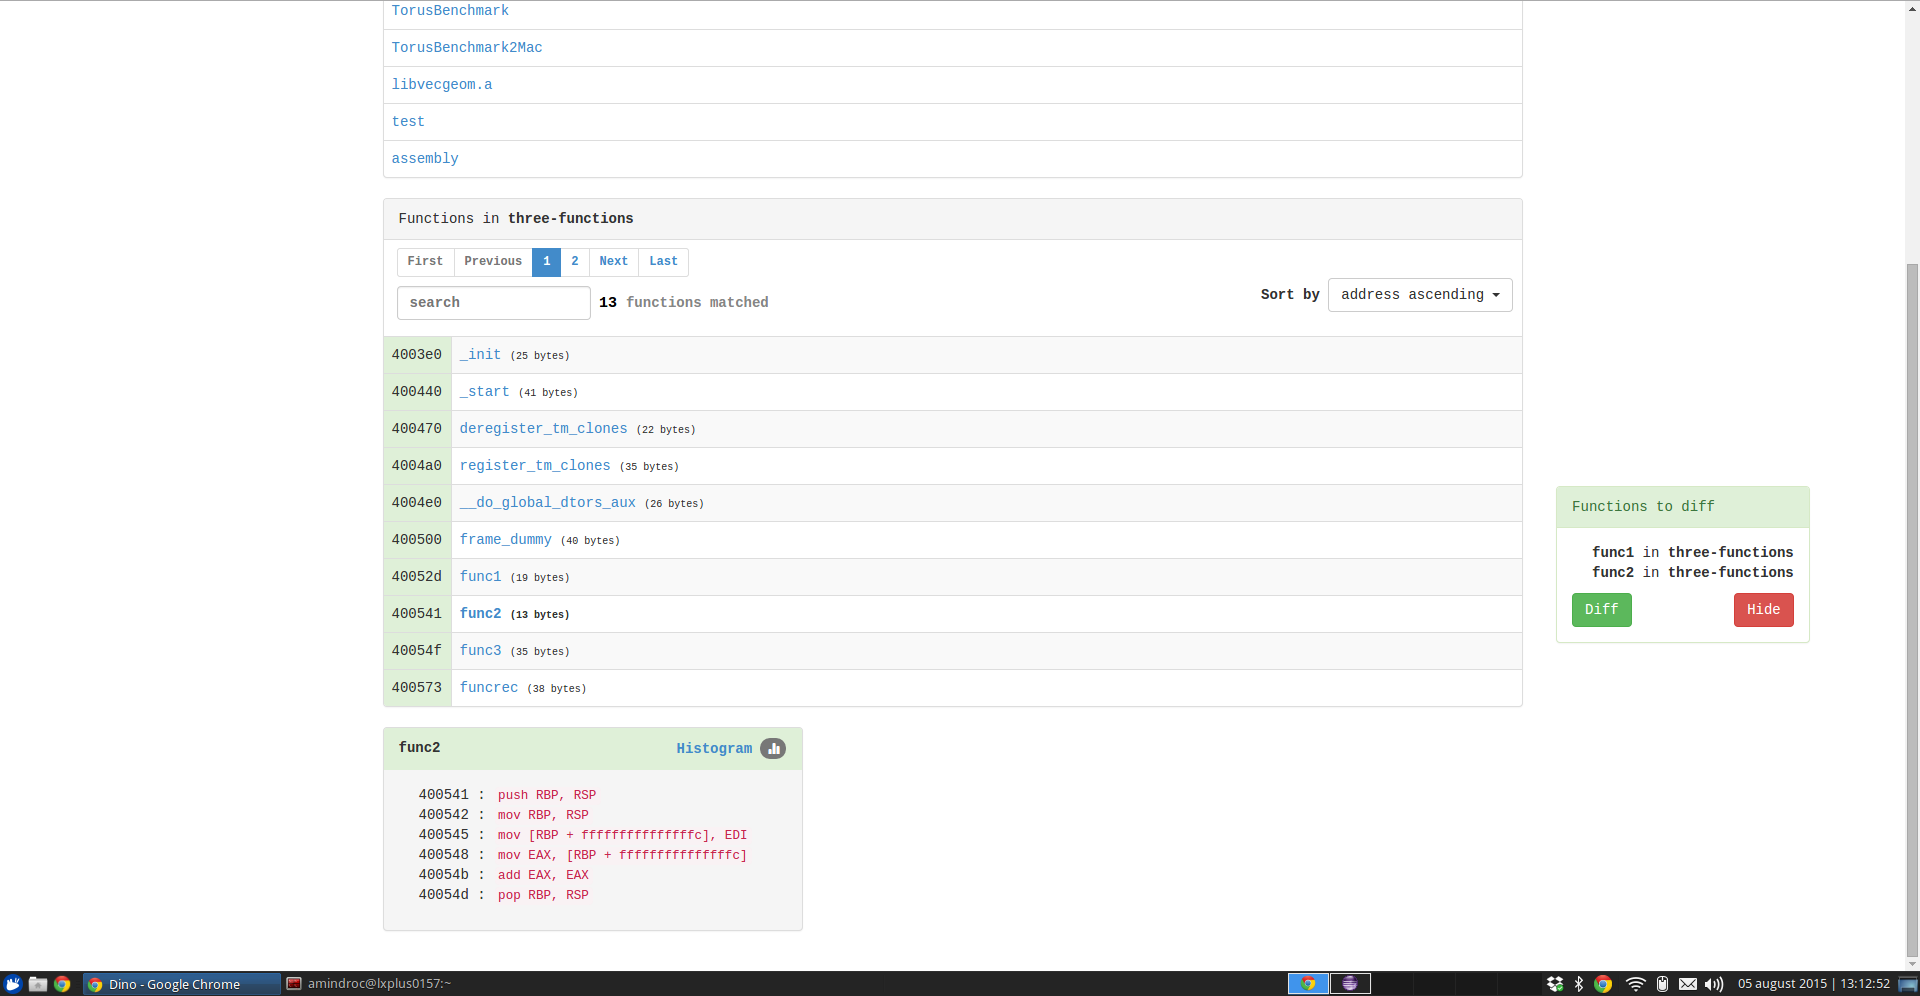 TorusBenchmark
TorusBenchmark2Mac
libvecgeom.a
test
assembly
Functions in three-functions
First Previous 1 2 Next Last
search 13 functions matched
Sort by address ascending
4003e0 _init (25 bytes)
400440 _start (41 bytes)
400470 deregister_tm_clones (22 bytes)
4004a0 register_tm_clones (35 bytes)
4004e0 __do_global_dtors_aux (26 bytes)
400500 frame_dummy (40 bytes)
40052d func1 (19 bytes)
400541 func2 (13 bytes)
40054f func3 (35 bytes)
400573 funcrec (38 bytes)
Functions to diff
func1 in three-functions
func2 in three-functions
Diff Hide
func2 Histogram
400541 : push RBP, RSP
400542 : mov RBP, RSP
400545 : mov [RBP + fffffffffffffffc], EDI
400548 : mov EAX, [RBP + fffffffffffffffc]
40054b : add EAX, EAX
40054d : pop RBP, RSP
Dino - Google Chrome amindroc@lxplus0157:~ 05 august 2015 | 13:12:52